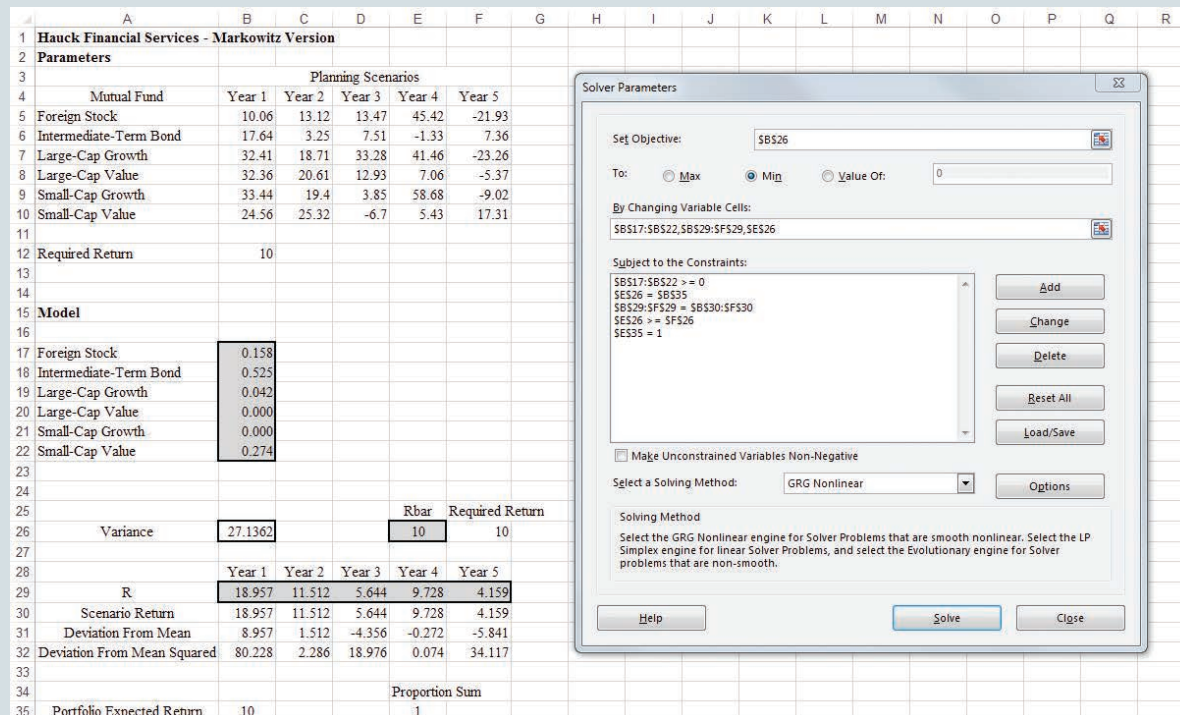 A B C D E F G H I J K L M N O P Q R
1 Hauck Financial Services - Markowitz Version
2 Parameters
3 Planning Scenarios
4 Mutual Fund Year 1 Year 2 Year 3 Year 4 Year 5
5 Foreign Stock 10.06 13.12 13.47 45.42 -21.93
6 Intermediate-Term Bond 17.64 3.25 7.51 -1.33 7.36
7 Large-Cap Growth 32.41 18.71 33.28 41.46 -23.26
8 Large-Cap Value 32.36 20.61 12.93 7.06 -5.37
9 Small-Cap Growth 33.44 19.4 3.85 58.68 -9.02
10 Small-Cap Value 24.56 25.32 -6.7 5.43 17.31
11
12 Required Return 10
13
14
15 Model
16
17 Foreign Stock 0.158
18 Intermediate-Term Bond 0.525
19 Large-Cap Growth 0.042
20 Large-Cap Value 0.000
21 Small-Cap Growth 0.000
22 Small-Cap Value 0.274
23
24
25 Rbar Required Return
26 Variance 27.1362 10 10
27
28 Year 1 Year 2 Year 3 Year 4 Year 5
29 R 18.957 11.512 5.644 9.728 4.159
30 Scenario Return 18.957 11.512 5.644 9.728 4.159
31 Deviation From Mean 8.957 1.512 -4.356 -0.272 -5.841
32 Deviation From Mean Squared 80.228 2.286 18.976 0.074 34.117
33
34 Proportion Sum
35 Portfolio Expected Return 10 1
Solver Parameters
Set Objective: $B$26
To: Max Min Value Of: 0
By Changing Variable Cells:
$B$17:$B$22,$B$29:$F$29,$E$26
Subject to the Constraints:
$B$17:$B$22 >= 0
$E$26 = $B$35
$B$29:$F$29 = $B$30:$F$30
$E$26 >= $F$26
$E$35 = 1
Add
Change
Delete
Reset All
Load/Save
Make Unconstrained Variables Non-Negative
Select a Solving Method: GRG Nonlinear Options
Solving Method
Select the GRG Nonlinear engine for Solver Problems that are smooth nonlinear. Select the LP
Simplex engine for linear Solver Problems, and select the Evolutionary engine for Solver
problems that are non-smooth.
Help Solve Close